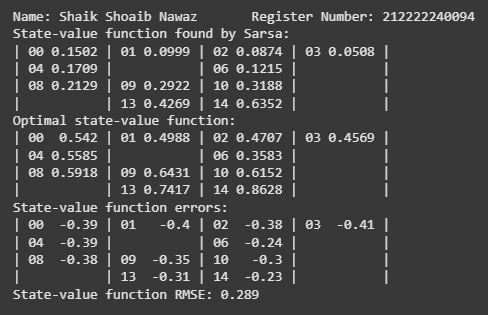 Name: Shaik Shoaib Nawaz       Register Number: 212222240094
State-value function found by Sarsa:
| 00 0.1502 | 01 0.0999 | 02 0.0874 | 03 0.0508 |
| 04 0.1709 |           | 06 0.1215 |           |
| 08 0.2129 | 09 0.2922 | 10 0.3188 |           |
|           | 13 0.4269 | 14 0.6352 |           |
Optimal state-value function:
| 00  0.542 | 01 0.4988 | 02 0.4707 | 03 0.4569 |
| 04 0.5585 |           | 06 0.3583 |           |
| 08 0.5918 | 09 0.6431 | 10 0.6152 |           |
|           | 13 0.7417 | 14 0.8628 |           |
State-value function errors:
| 00  -0.39 | 01   -0.4 | 02  -0.38 | 03  -0.41 |
| 04  -0.39 |           | 06  -0.24 |           |
| 08  -0.38 | 09  -0.35 | 10   -0.3 |           |
|           | 13  -0.31 | 14  -0.23 |           |
State-value function RMSE: 0.289